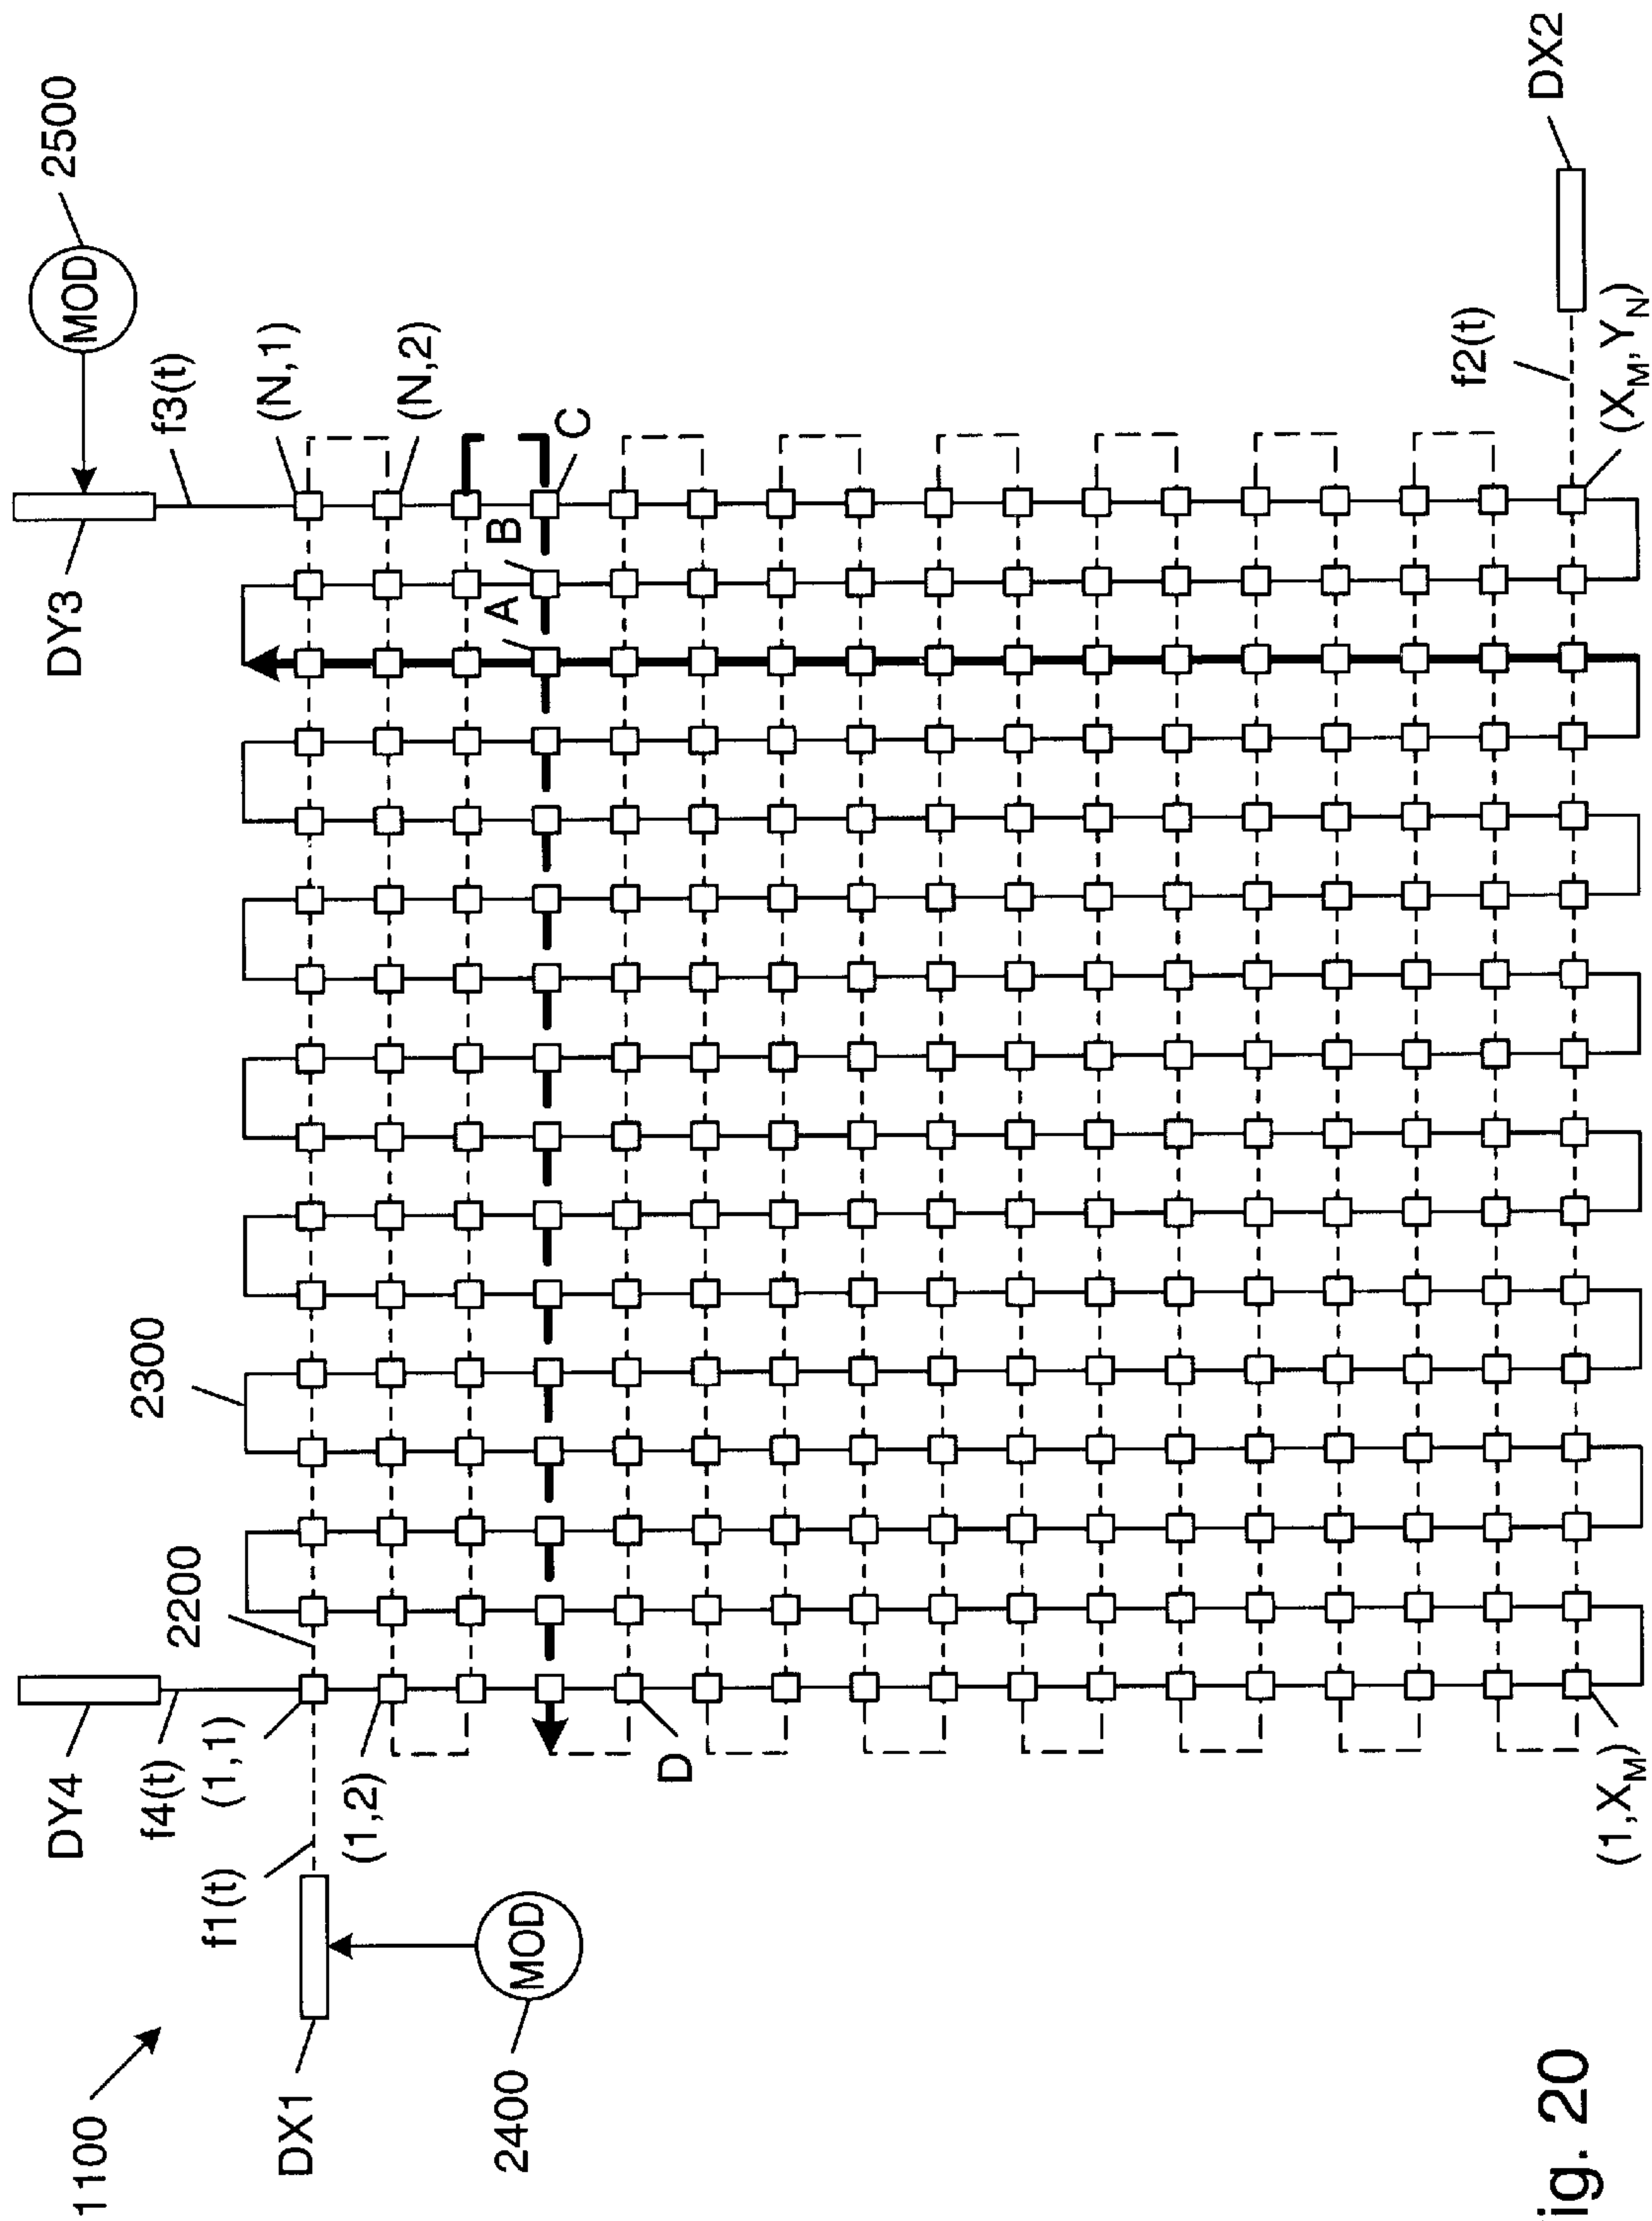 1100
DX1
2400
MOD
f1(t)
DY4
f4(t)
(1,1)
(1,2)
2200
2300
D
(1,X_M)
A
B
C
DY3
f3(t)
MOD
2500
(N,1)
(N,2)
f2(t)
(X_M,Y_N)
DX2
ig. 20